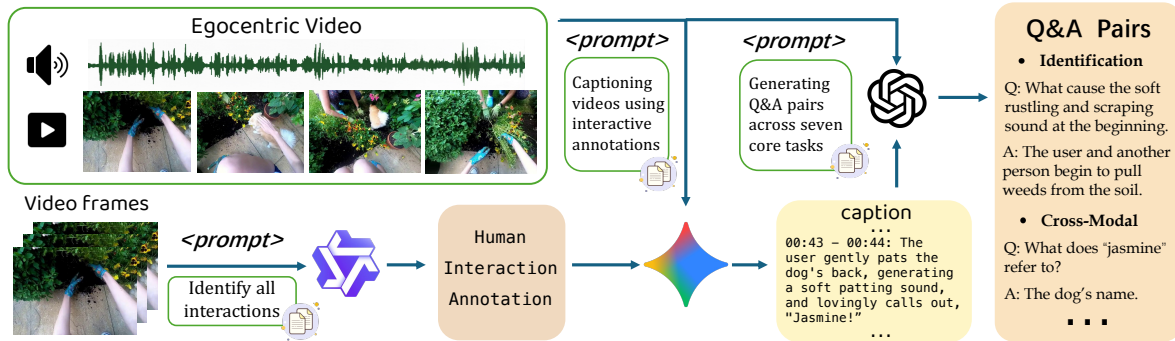 Egocentric Video
<prompt>
Captioning
videos using
interactive
annotations
<prompt>
Generating
Q&A pairs
across seven
core tasks
Video frames
<prompt>
Identify all
interactions
Human
Interaction
Annotation
caption
...
00:43 – 00:44: The
user gently pats the
dog's back, generating
a soft patting sound,
and lovingly calls out,
"Jasmine!”
...
Q&A Pairs
• Identification
Q: What cause the soft
rustling and scraping
sound at the beginning.
A: The user and another
person begin to pull
weeds from the soil.
• Cross-Modal
Q: What does "jasmine"
refer to?
A: The dog’s name.
...